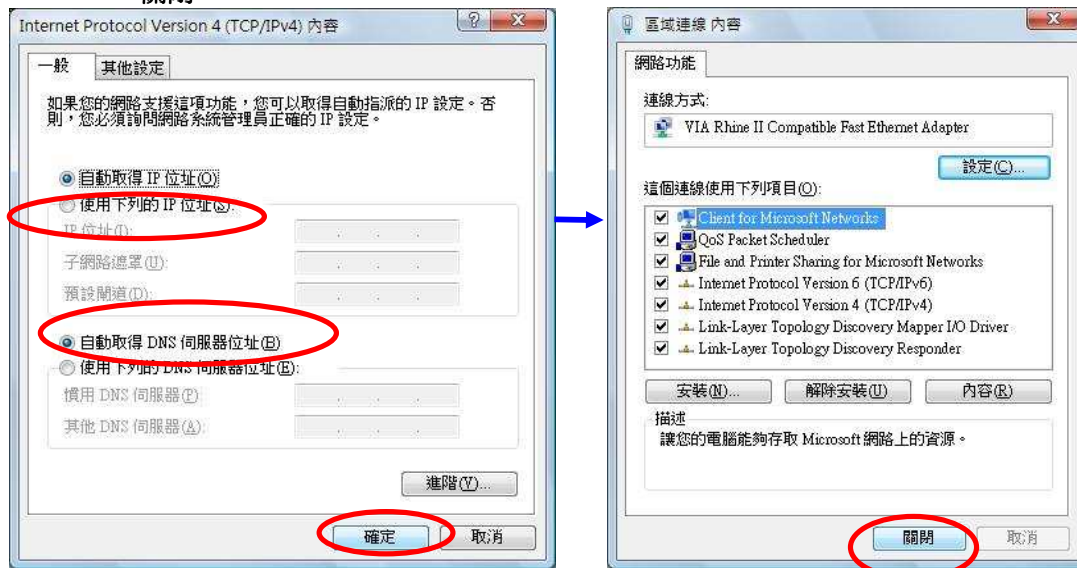 Internet Protocol Version 4 (TCP/IPv4) 內容
一般
其他設定
如果您的網路支援這項功能，您可以取得自動指派的 IP 設定。否
則，您必須詢問網路系統管理員正確的 IP 設定。
自動取得 IP 位址(O)
使用下列的 IP 位址(S):
IP 位址(I):
子網路遮罩(U):
預設閘道(D):
自動取得 DNS 伺服器位址(B)
使用下列的 DNS 伺服器位址(E):
慣用 DNS 伺服器(P):
其他 DNS 伺服器(A):
進階(V)...
確定
取消
區域連線 內容
網路功能
連線方式:
VIA Rhine II Compatible Fast Ethernet Adapter
設定(C)...
這個連線使用下列項目(O):
Client for Microsoft Networks
QoS Packet Scheduler
File and Printer Sharing for Microsoft Networks
Internet Protocol Version 6 (TCP/IPv6)
Internet Protocol Version 4 (TCP/IPv4)
Link-Layer Topology Discovery Mapper I/O Driver
Link-Layer Topology Discovery Responder
安裝(N)...
解除安裝(U)
內容(R)
描述
讓您的電腦能夠存取 Microsoft 網路上的資源。
關閉
取消